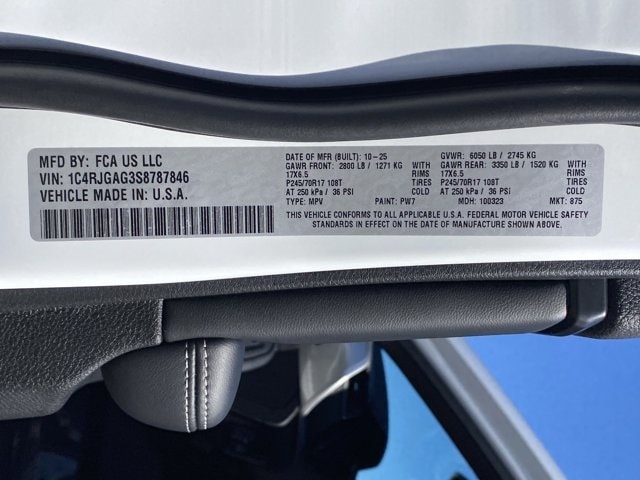 MFD BY: FCA US LLC
VIN: 1C4RJGAG3S8787846
VEHICLE MADE IN: U.S.A.
DATE OF MFR (BUILT): 10-25 GVWR: 6050 LB / 2745 KG
GAWR FRONT: 2800 LB / 1271 KG WITH GAWR REAR: 3350 LB / 1520 KG WITH
17X6.5 RIMS 17X6.5 RIMS
P245/70R17 108T TIRES P245/70R17 108T TIRES
AT 250 kPa / 36 PSI COLD AT 250 kPa / 36 PSI COLD
TYPE: MPV PAINT: PW7 MDH: 100323 MKT: 875
THIS VEHICLE CONFORMS TO ALL APPLICABLE U.S.A. FEDERAL MOTOR VEHICLE SAFETY
STANDARDS IN EFFECT ON THE DATE OF MANUFACTURE SHOWN ABOVE.